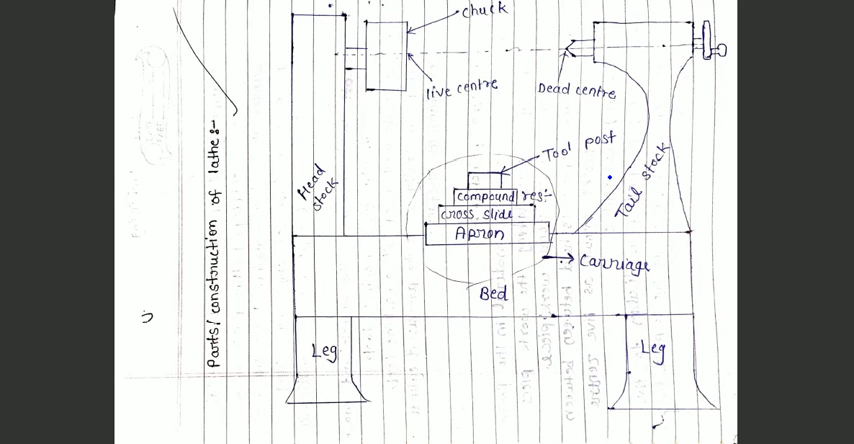 Parts/construction of lathe:-
chuck
live centre
Dead centre
Head
stock
Tool post
compound res:-
cross slide
Apron
Tail stock
Carriage
Bed
Leg
Leg